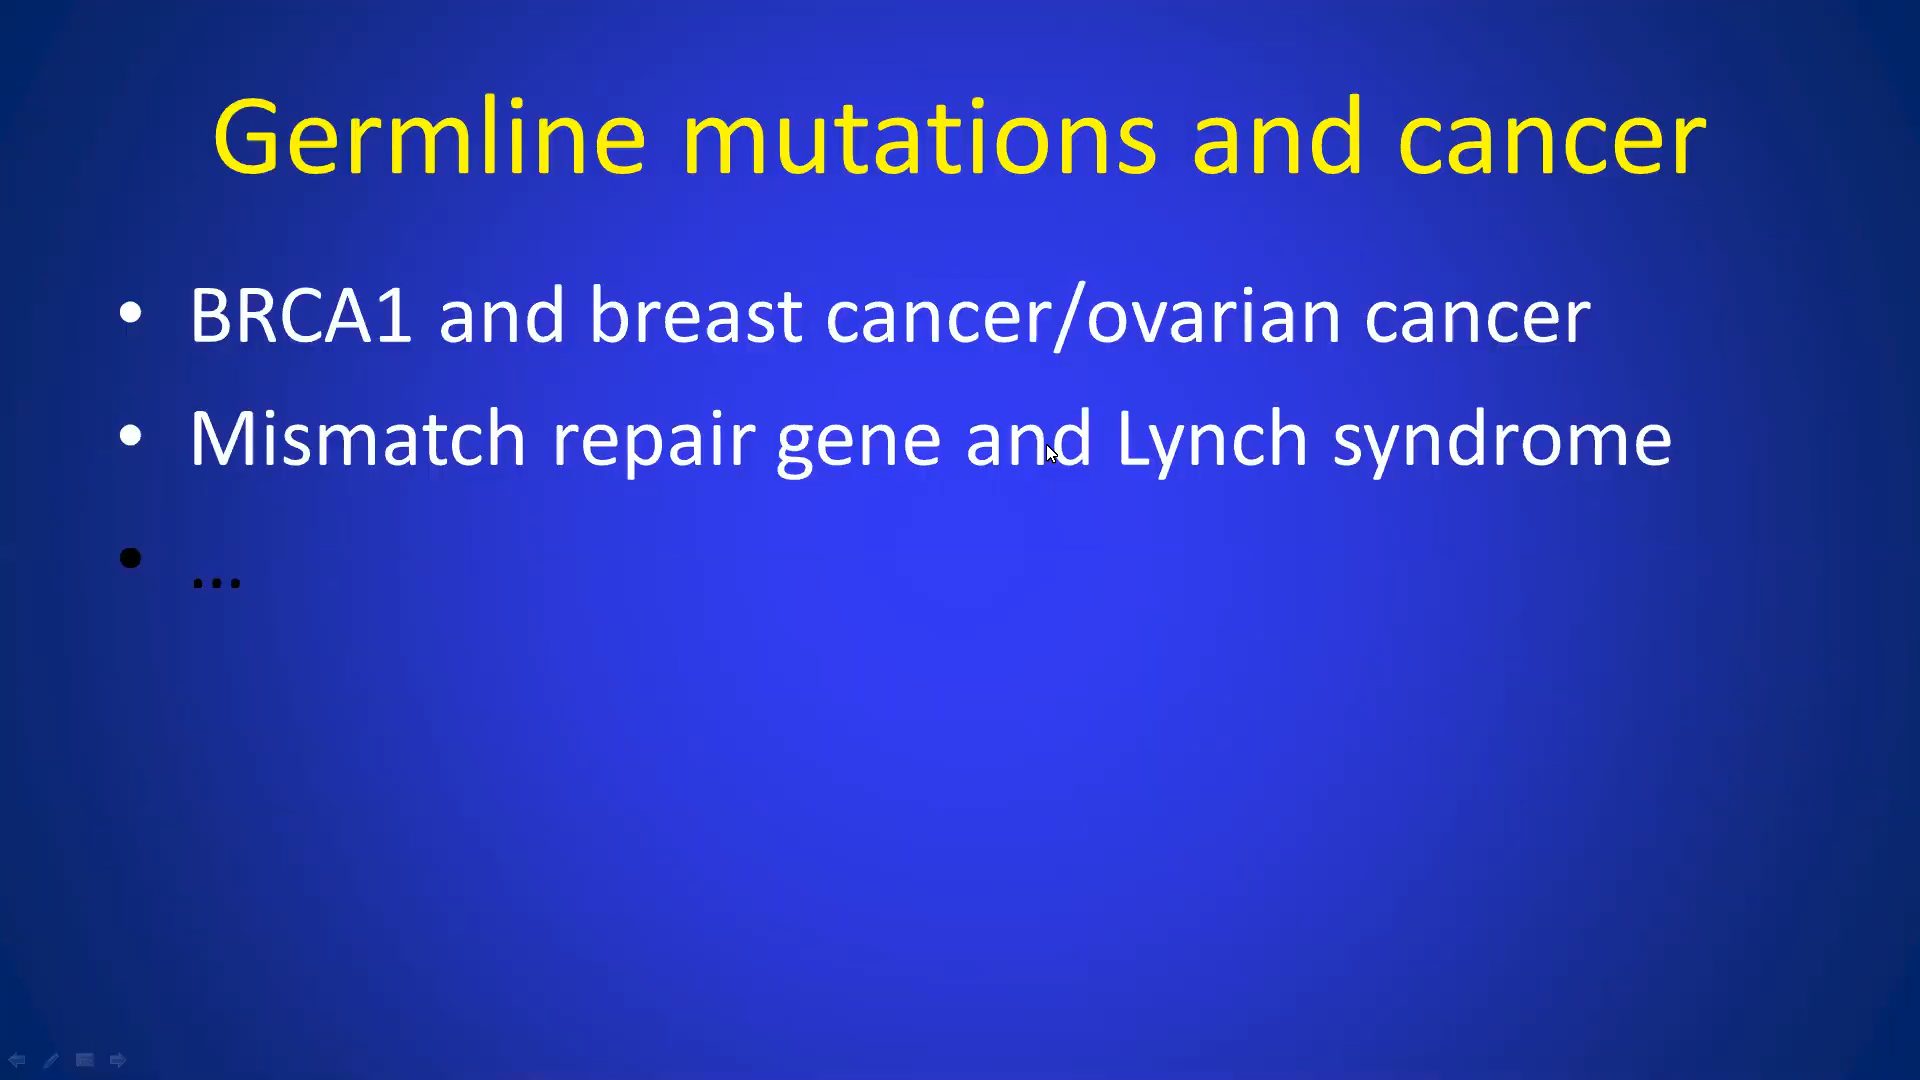 Germline mutations and cancer
• BRCA1 and breast cancer/ovarian cancer
• Mismatch repair gene and Lynch syndrome
• ...